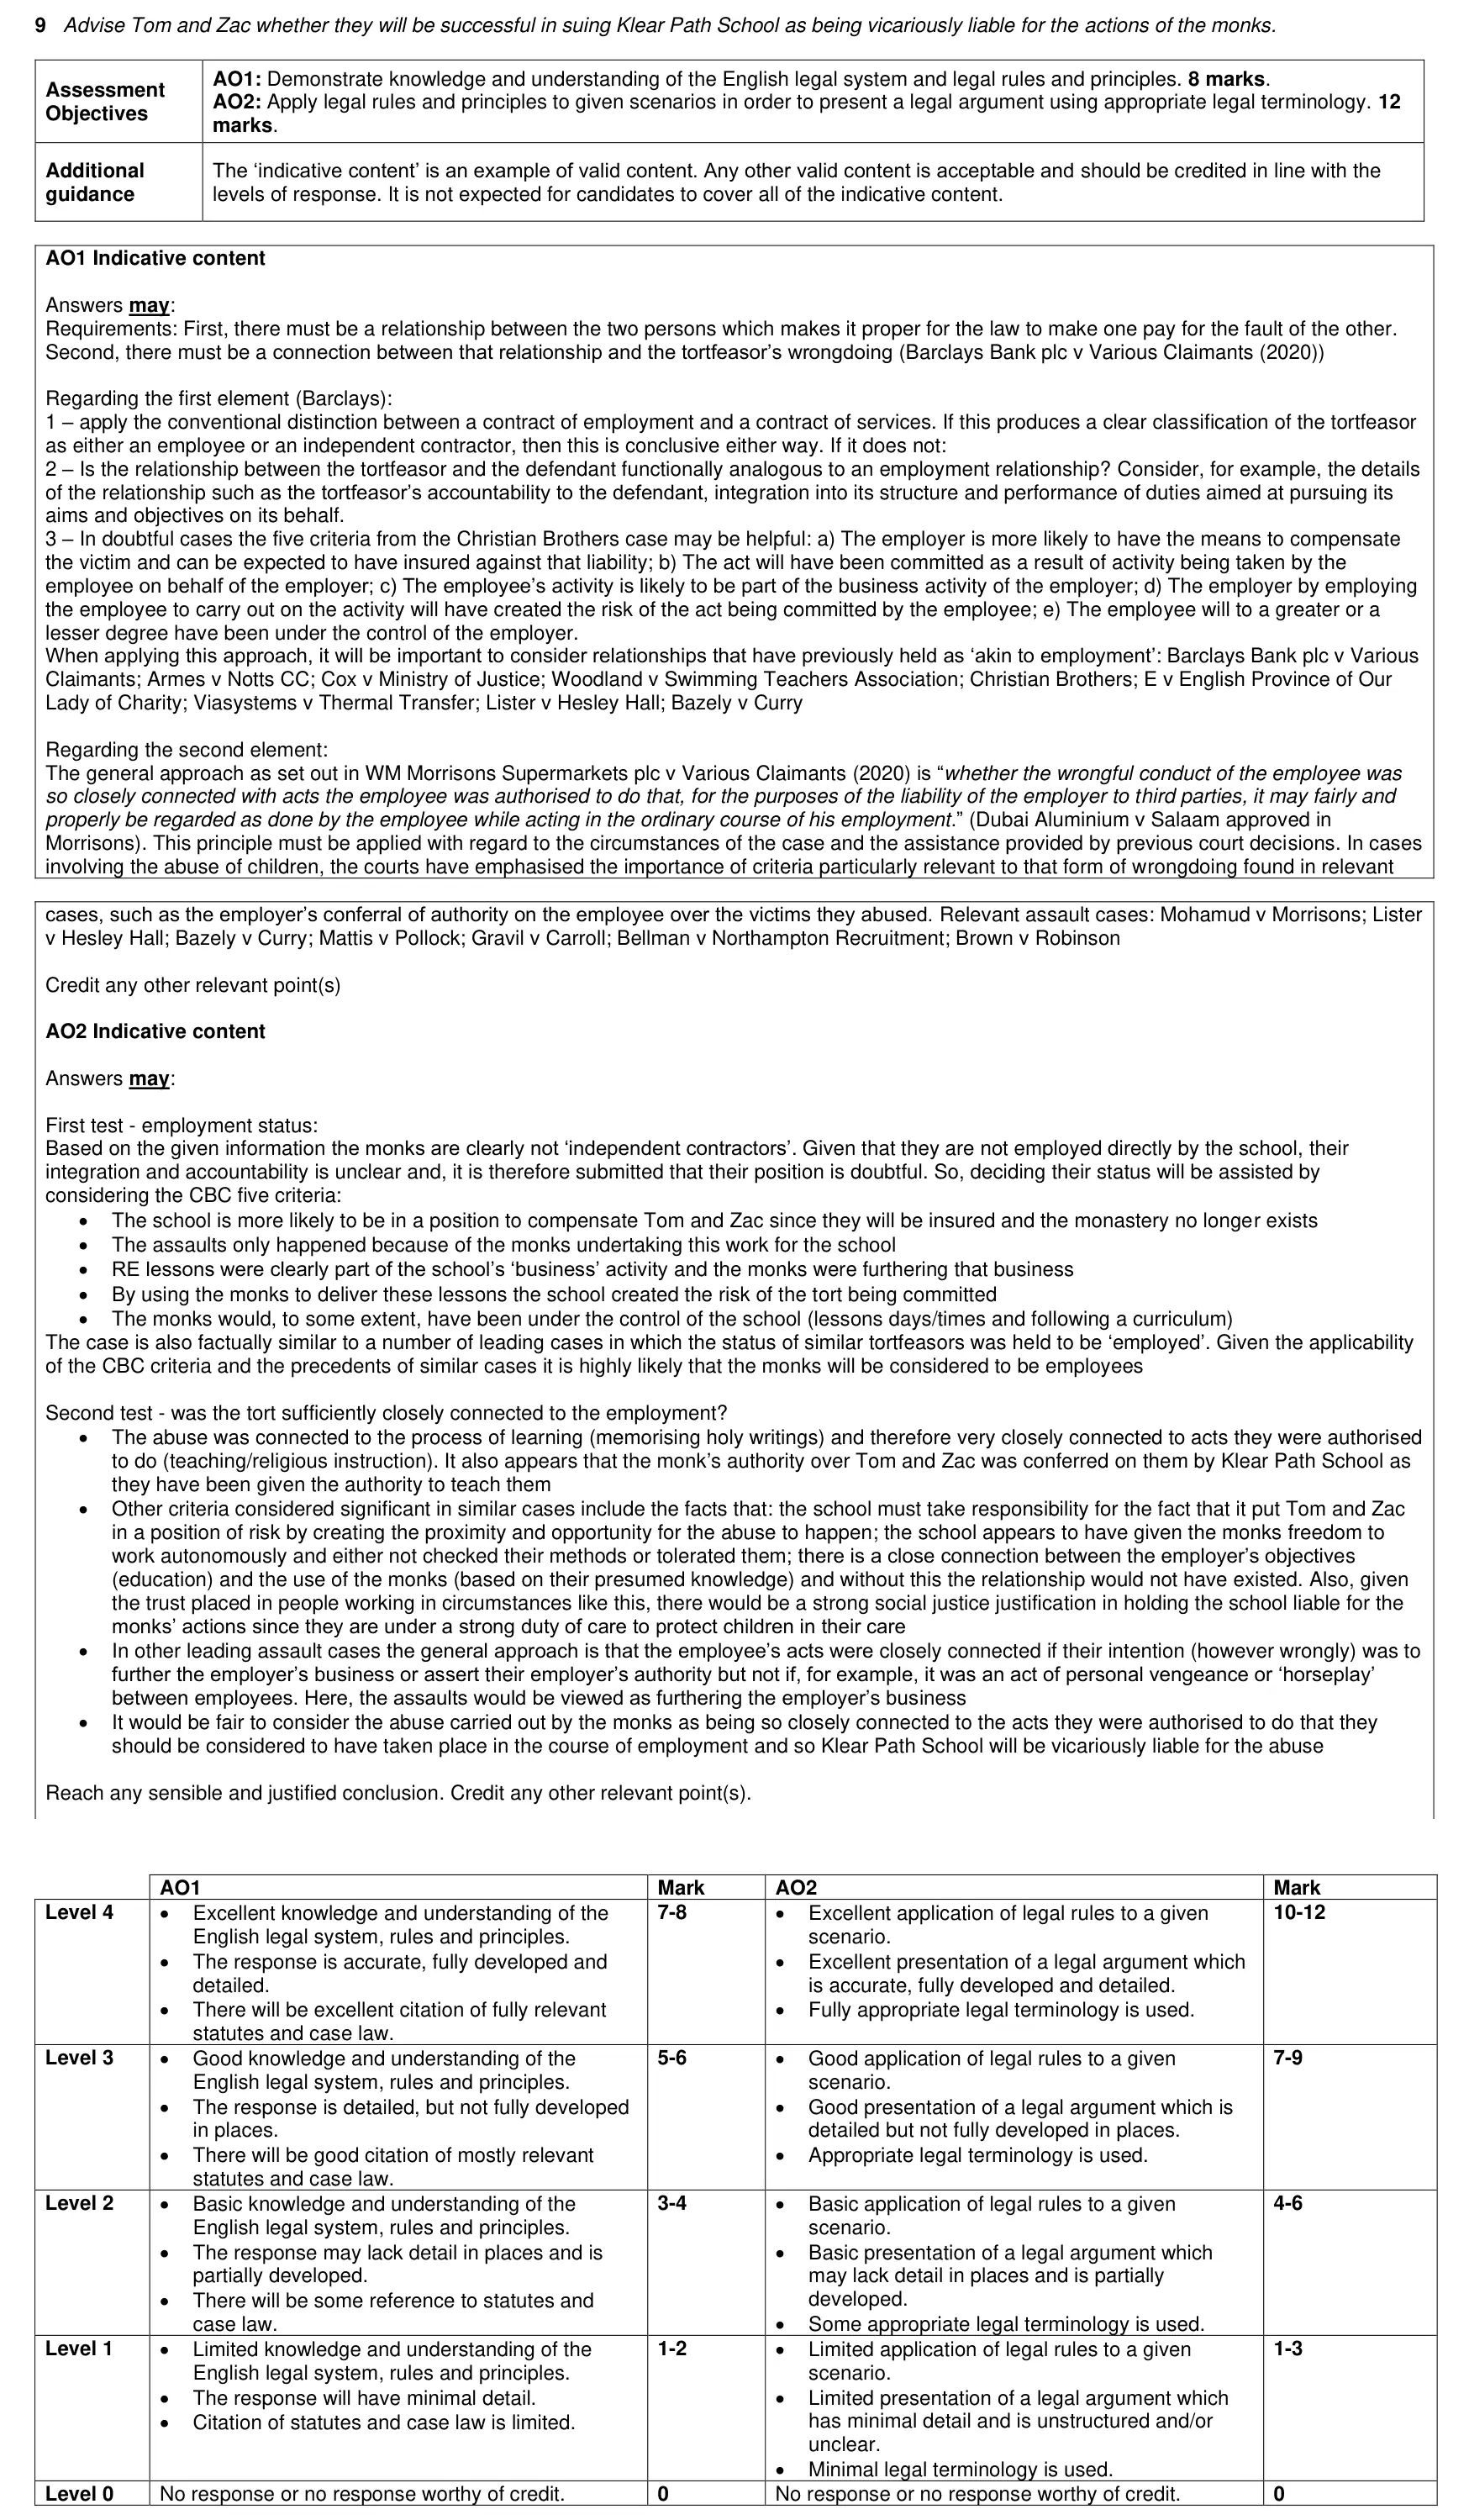 9 Advise Tom and Zac whether they will be successful in suing Klear Path School as being vicariously liable for the actions of the monks.
Assessment
Objectives
AO1: Demonstrate knowledge and understanding of the English legal system and legal rules and principles. 8 marks.
AO2: Apply legal rules and principles to given scenarios in order to present a legal argument using appropriate legal terminology. 12
marks.
Additional
guidance
The ‘indicative content’ is an example of valid content. Any other valid content is acceptable and should be credited in line with the
levels of response. It is not expected for candidates to cover all of the indicative content.
AO1 Indicative content
Answers may:
Requirements: First, there must be a relationship between the two persons which makes it proper for the law to make one pay for the fault of the other.
Second, there must be a connection between that relationship and the tortfeasor’s wrongdoing (Barclays Bank plc v Various Claimants (2020))
Regarding the first element (Barclays):
1 – apply the conventional distinction between a contract of employment and a contract of services. If this produces a clear classification of the tortfeasor
as either an employee or an independent contractor, then this is conclusive either way. If it does not:
2 – Is the relationship between the tortfeasor and the defendant functionally analogous to an employment relationship? Consider, for example, the details
of the relationship such as the tortfeasor’s accountability to the defendant, integration into its structure and performance of duties aimed at pursuing its
aims and objectives on its behalf.
3 – In doubtful cases the five criteria from the Christian Brothers case may be helpful: a) The employer is more likely to have the means to compensate
the victim and can be expected to have insured against that liability; b) The act will have been committed as a result of activity being taken by the
employee on behalf of the employer; c) The employee’s activity is likely to be part of the business activity of the employer; d) The employer by employing
the employee to carry out on the activity will have created the risk of the act being committed by the employee; e) The employee will to a greater or a
lesser degree have been under the control of the employer.
When applying this approach, it will be important to consider relationships that have previously held as ‘akin to employment’: Barclays Bank plc v Various
Claimants; Armes v Notts CC; Cox v Ministry of Justice; Woodland v Swimming Teachers Association; Christian Brothers; E v English Province of Our
Lady of Charity; Viasystems v Thermal Transfer; Lister v Hesley Hall; Bazely v Curry
Regarding the second element:
The general approach as set out in WM Morrisons Supermarkets plc v Various Claimants (2020) is “whether the wrongful conduct of the employee was
so closely connected with acts the employee was authorised to do that, for the purposes of the liability of the employer to third parties, it may fairly and
properly be regarded as done by the employee while acting in the ordinary course of his employment.” (Dubai Aluminium v Salaam approved in
Morrisons). This principle must be applied with regard to the circumstances of the case and the assistance provided by previous court decisions. In cases
involving the abuse of children, the courts have emphasised the importance of criteria particularly relevant to that form of wrongdoing found in relevant
cases, such as the employer’s conferral of authority on the employee over the victims they abused. Relevant assault cases: Mohamud v Morrisons; Lister
v Hesley Hall; Bazely v Curry; Mattis v Pollock; Gravil v Carroll; Bellman v Northampton Recruitment; Brown v Robinson
Credit any other relevant point(s)
AO2 Indicative content
Answers may:
First test - employment status:
Based on the given information the monks are clearly not ‘independent contractors’. Given that they are not employed directly by the school, their
integration and accountability is unclear and, it is therefore submitted that their position is doubtful. So, deciding their status will be assisted by
considering the CBC five criteria:
• The school is more likely to be in a position to compensate Tom and Zac since they will be insured and the monastery no longer exists
• The assaults only happened because of the monks undertaking this work for the school
• RE lessons were clearly part of the school’s ‘business’ activity and the monks were furthering that business
• By using the monks to deliver these lessons the school created the risk of the tort being committed
• The monks would, to some extent, have been under the control of the school (lessons days/times and following a curriculum)
The case is also factually similar to a number of leading cases in which the status of similar tortfeasors was held to be ‘employed’. Given the applicability
of the CBC criteria and the precedents of similar cases it is highly likely that the monks will be considered to be employees
Second test - was the tort sufficiently closely connected to the employment?
• The abuse was connected to the process of learning (memorising holy writings) and therefore very closely connected to acts they were authorised
to do (teaching/religious instruction). It also appears that the monk’s authority over Tom and Zac was conferred on them by Klear Path School as
they have been given the authority to teach them
• Other criteria considered significant in similar cases include the facts that: the school must take responsibility for the fact that it put Tom and Zac
in a position of risk by creating the proximity and opportunity for the abuse to happen; the school appears to have given the monks freedom to
work autonomously and either not checked their methods or tolerated them; there is a close connection between the employer’s objectives
(education) and the use of the monks (based on their presumed knowledge) and without this the relationship would not have existed. Also, given
the trust placed in people working in circumstances like this, there would be a strong social justice justification in holding the school liable for the
monks’ actions since they are under a strong duty of care to protect children in their care
• In other leading assault cases the general approach is that the employee’s acts were closely connected if their intention (however wrongly) was to
further the employer’s business or assert their employer’s authority but not if, for example, it was an act of personal vengeance or ‘horseplay’
between employees. Here, the assaults would be viewed as furthering the employer’s business
• It would be fair to consider the abuse carried out by the monks as being so closely connected to the acts they were authorised to do that they
should be considered to have taken place in the course of employment and so Klear Path School will be vicariously liable for the abuse
Reach any sensible and justified conclusion. Credit any other relevant point(s).
AO1 Mark AO2 Mark
Level 4
• Excellent knowledge and understanding of the
English legal system, rules and principles.
• The response is accurate, fully developed and
detailed.
• There will be excellent citation of fully relevant
statutes and case law.
7-8
• Excellent application of legal rules to a given
scenario.
• Excellent presentation of a legal argument which
is accurate, fully developed and detailed.
• Fully appropriate legal terminology is used.
10-12
Level 3
• Good knowledge and understanding of the
English legal system, rules and principles.
• The response is detailed, but not fully developed
in places.
• There will be good citation of mostly relevant
statutes and case law.
5-6
• Good application of legal rules to a given
scenario.
• Good presentation of a legal argument which is
detailed but not fully developed in places.
• Appropriate legal terminology is used.
7-9
Level 2
• Basic knowledge and understanding of the
English legal system, rules and principles.
• The response may lack detail in places and is
partially developed.
• There will be some reference to statutes and
case law.
3-4
• Basic application of legal rules to a given
scenario.
• Basic presentation of a legal argument which
may lack detail in places and is partially
developed.
• Some appropriate legal terminology is used.
4-6
Level 1
• Limited knowledge and understanding of the
English legal system, rules and principles.
• The response will have minimal detail.
• Citation of statutes and case law is limited.
1-2
• Limited application of legal rules to a given
scenario.
• Limited presentation of a legal argument which
has minimal detail and is unstructured and/or
unclear.
• Minimal legal terminology is used.
1-3
Level 0
No response or no response worthy of credit.
0
No response or no response worthy of credit.
0